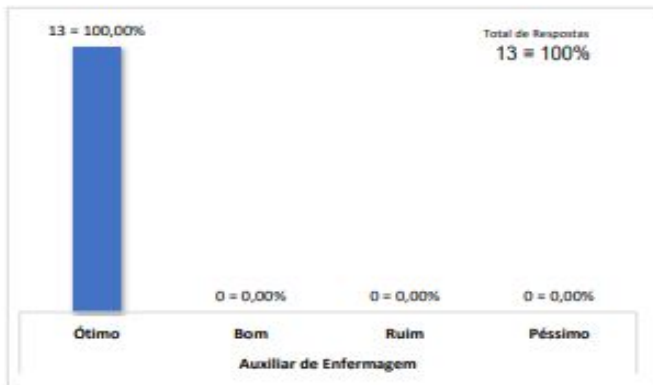 13 = 100,00%
Total de Respostas
13 = 100%
0 = 0,00%
0 = 0,00%
0 = 0,00%
Ótimo
Bom
Ruim
Péssimo
Auxiliar de Enfermagem